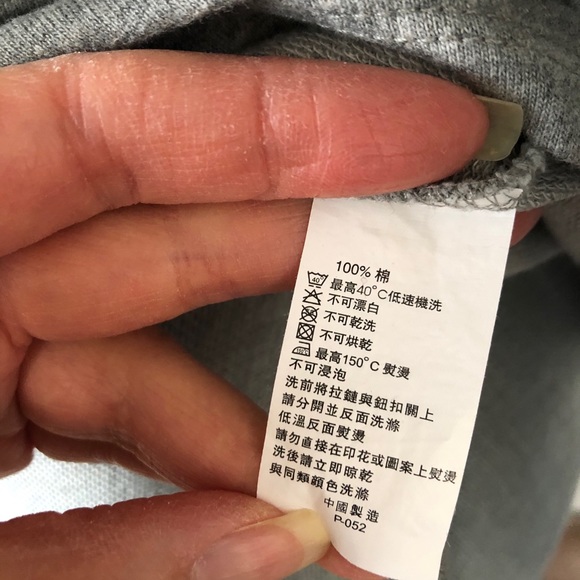 100% 棉
40 最高40°C低速機洗
不可漂白
不可乾洗
不可烘乾
最高150°C 熨燙
不可浸泡
洗前將拉鏈與鈕扣關上
請分開並反面洗滌
低溫反面熨燙
請勿直接在印花或圖案上熨燙
洗後請立即晾乾
與同類顏色洗滌
中國製造
P-052